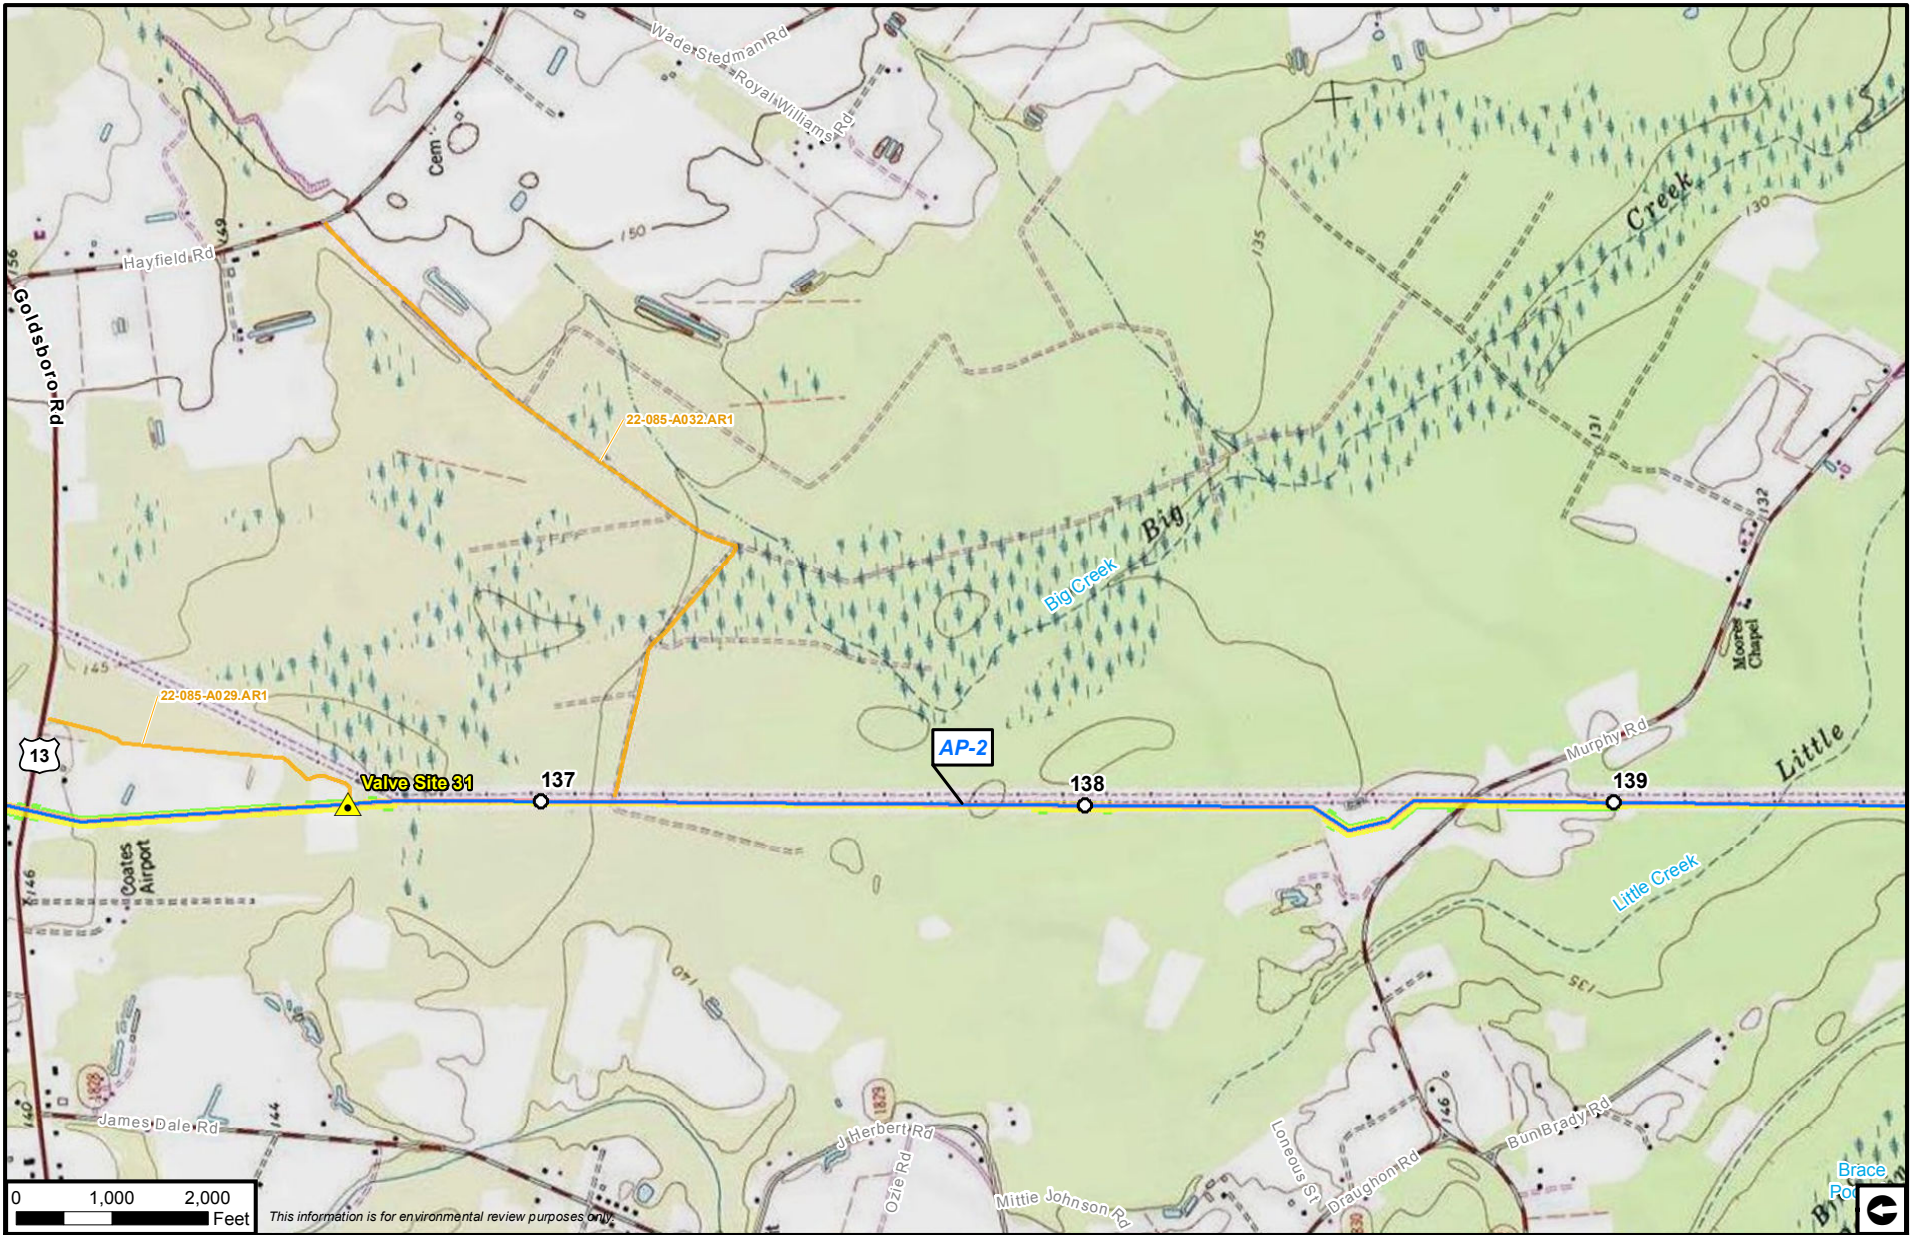 Wade Stedman Rd
Royal Williams Rd
Cem
Hayfield Rd
149
156
150
Goldsboro Rd
Creek
130
135
22-085-A032.AR1
131
132
Big
Big Creek
Moores
Chapel
145
22-085-A029.AR1
13
AP-2
Murphy Rd
Little
Valve Site 31
137
138
139
Coates
Airport
146
Little Creek
140
135
1828
James Dale Rd
144
140
1829
J Herbert Rd
Ozie Rd
Mittie Johnson Rd
Loneous St
Draughon Rd
146
Bun Brady Rd
830
Brace
0 1,000 2,000
Feet
This information is for environmental review purposes only.